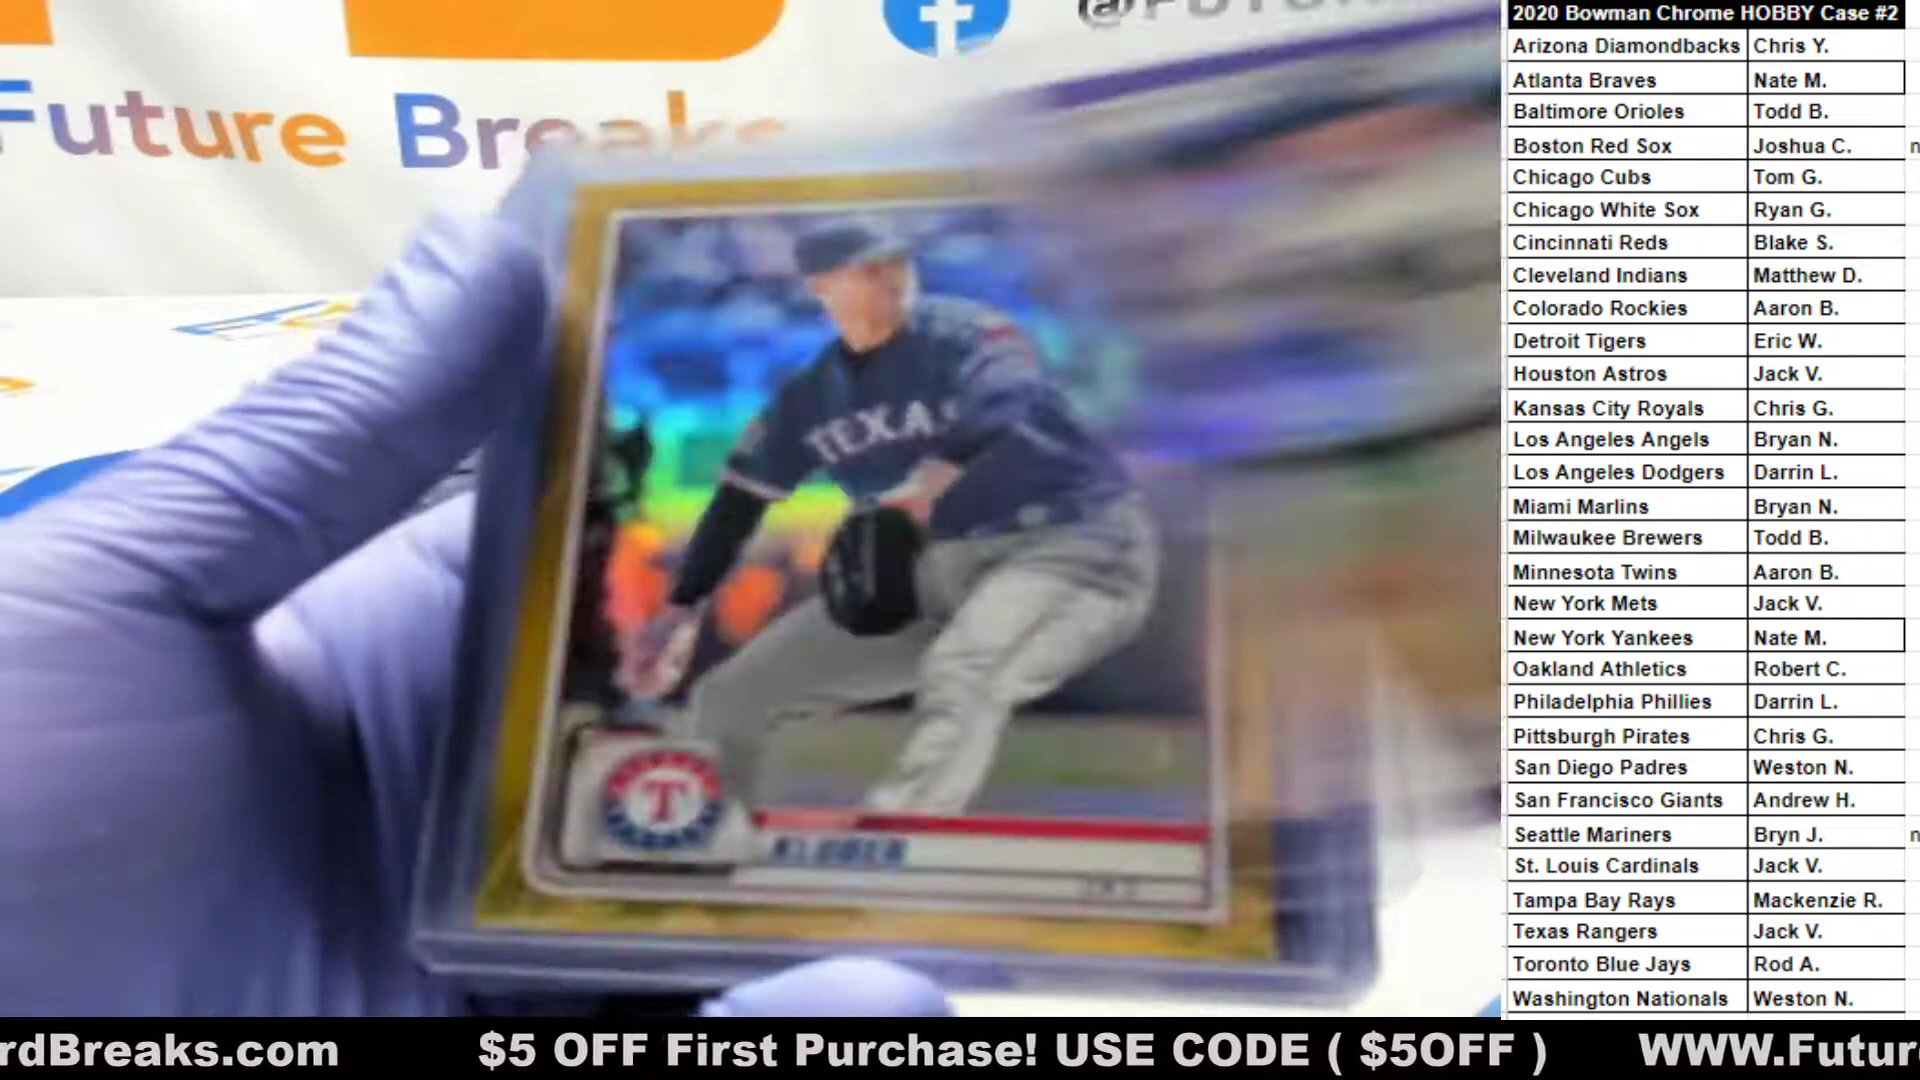 @FUTUR
Future Breaks
TEXAS
T
KLUBER
2020 Bowman Chrome HOBBY Case #2
Arizona Diamondbacks Chris Y.
Atlanta Braves Nate M.
Baltimore Orioles Todd B.
Boston Red Sox Joshua C. n
Chicago Cubs Tom G.
Chicago White Sox Ryan G.
Cincinnati Reds Blake S.
Cleveland Indians Matthew D.
Colorado Rockies Aaron B.
Detroit Tigers Eric W.
Houston Astros Jack V.
Kansas City Royals Chris G.
Los Angeles Angels Bryan N.
Los Angeles Dodgers Darrin L.
Miami Marlins Bryan N.
Milwaukee Brewers Todd B.
Minnesota Twins Aaron B.
New York Mets Jack V.
New York Yankees Nate M.
Oakland Athletics Robert C.
Philadelphia Phillies Darrin L.
Pittsburgh Pirates Chris G.
San Diego Padres Weston N.
San Francisco Giants Andrew H.
Seattle Mariners Bryn J. n
St. Louis Cardinals Jack V.
Tampa Bay Rays Mackenzie R.
Texas Rangers Jack V.
Toronto Blue Jays Rod A.
Washington Nationals Weston N.
rdBreaks.com $5 OFF First Purchase! USE CODE ( $5OFF ) WWW.Futur